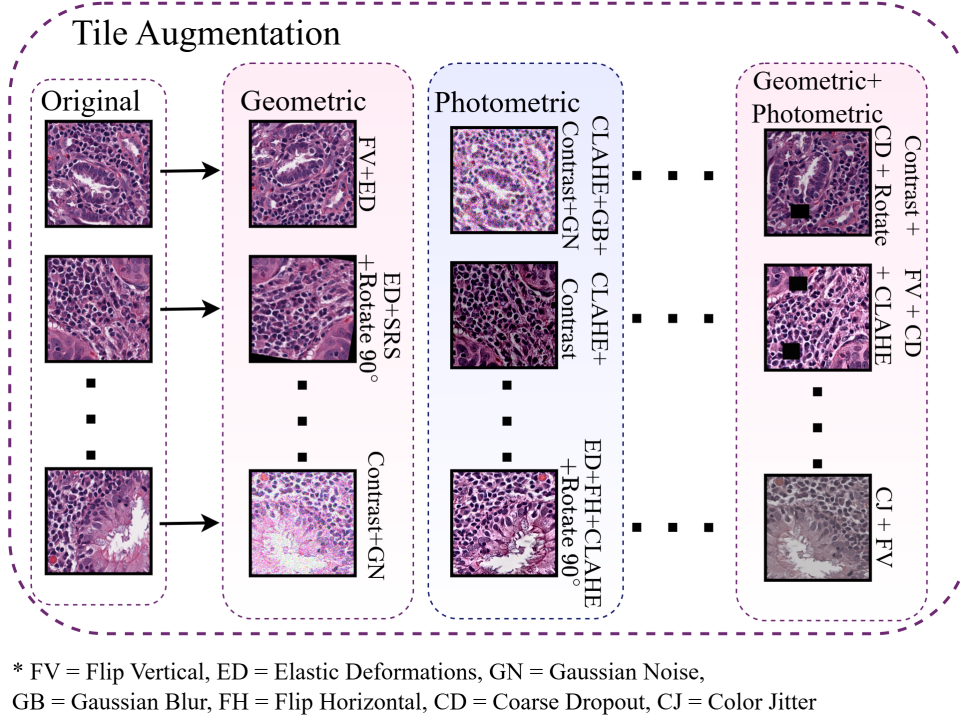 Tile Augmentation
Original
Geometric
Photometric
Geometric+
Photometric
FV+ED
CLAHE+GB+
Contrast+GN
Contrast +
CD + Rotate
ED+SRS
+Rotate 90°
CLAHE+
Contrast
FV + CD
+ CLAHE
Contrast+GN
ED+FH+CLAHE
+Rotate 90°
CJ + FV
* FV = Flip Vertical, ED = Elastic Deformations, GN = Gaussian Noise,
GB = Gaussian Blur, FH = Flip Horizontal, CD = Coarse Dropout, CJ = Color Jitter